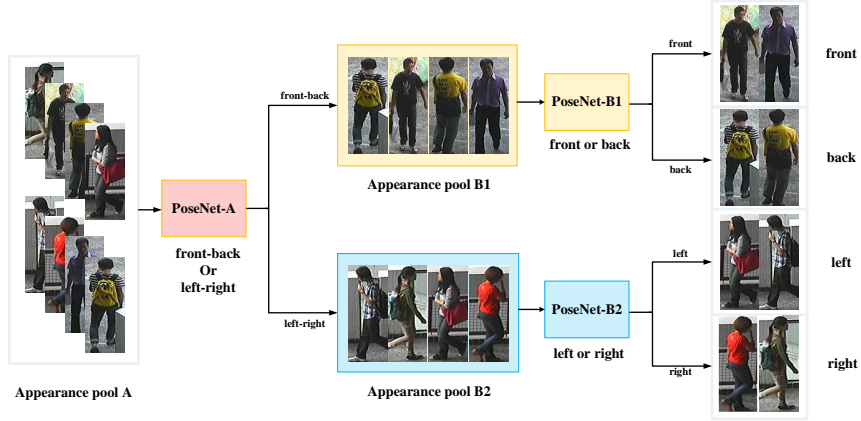 Appearance pool A
PoseNet-A
front-back
Or
left-right
front-back
left-right
Appearance pool B1
Appearance pool B2
PoseNet-B1
front or back
PoseNet-B2
left or right
front
back
left
right
front
back
left
right